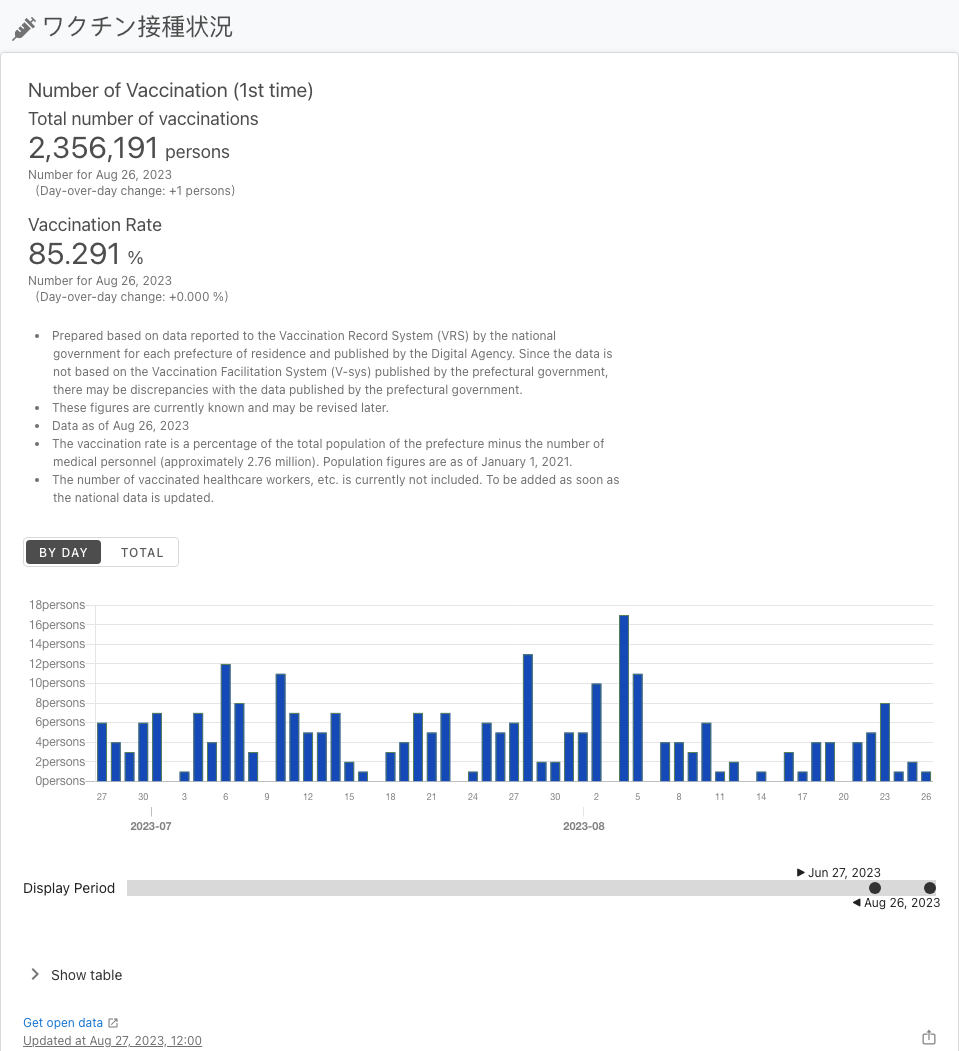 ワクチン接種状況
Number of Vaccination (1st time)
Total number of vaccinations
2,356,191 persons
Number for Aug 26, 2023
(Day-over-day change: +1 persons)
Vaccination Rate
85.291 %
Number for Aug 26, 2023
(Day-over-day change: +0.000 %)
• Prepared based on data reported to the Vaccination Record System (VRS) by the national
government for each prefecture of residence and published by the Digital Agency. Since the data is
not based on the Vaccination Facilitation System (V-sys) published by the prefectural government,
there may be discrepancies with the data published by the prefectural government.
• These figures are currently known and may be revised later.
• Data as of Aug 26, 2023
• The vaccination rate is a percentage of the total population of the prefecture minus the number of
medical personnel (approximately 2.76 million). Population figures are as of January 1, 2021.
• The number of vaccinated healthcare workers, etc. is currently not included. To be added as soon as
the national data is updated.
BY DAY TOTAL
18persons
16persons
14persons
12persons
10persons
8persons
6persons
4persons
2persons
0persons
27 30 3 6 9 12 15 18 21 24 27 30 2 5 8 11 14 17 20 23 26
2023-07 2023-08
Jun 27, 2023
Display Period
Aug 26, 2023
Show table
Get open data
Updated at Aug 27, 2023, 12:00